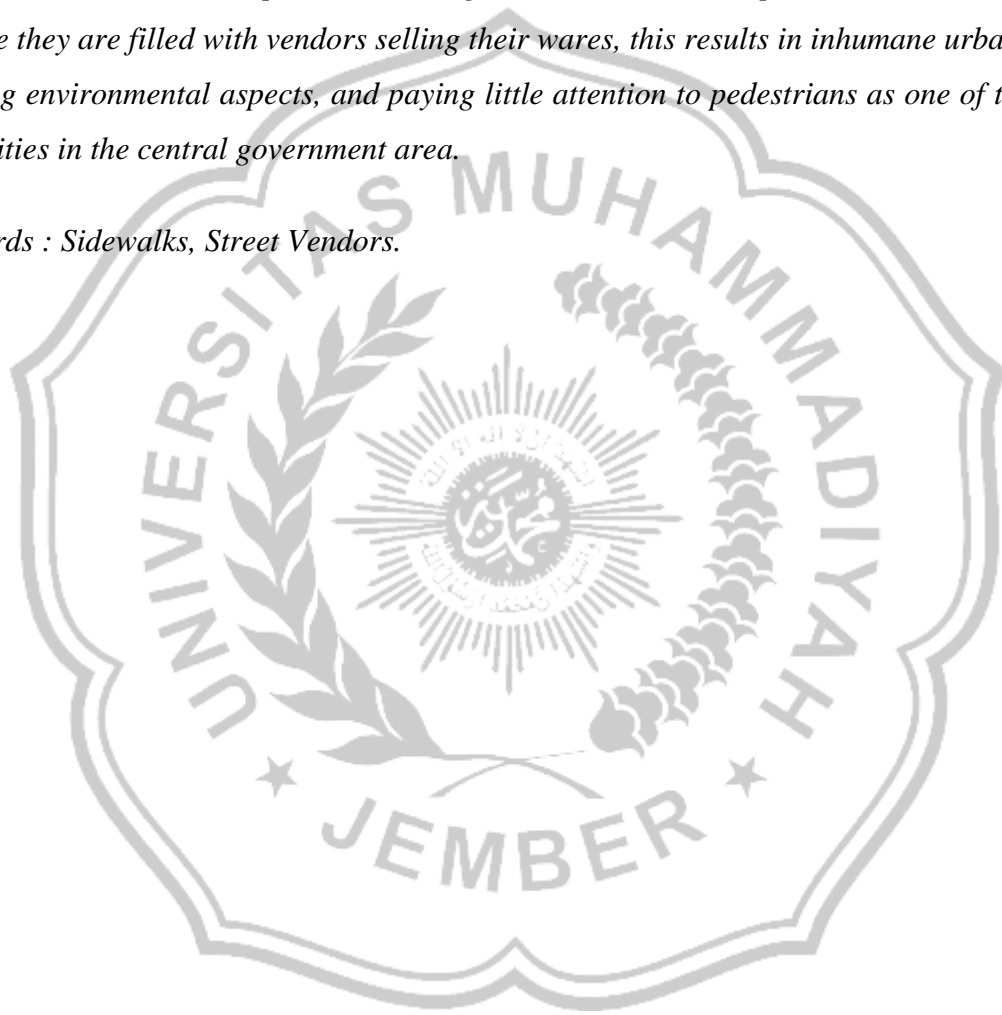 e they are filled with vendors selling their wares, this results in inhumane urba
g environmental aspects, and paying little attention to pedestrians as one of t
ities in the central government area.
rds : Sidewalks, Street Vendors.
UNIVERSITAS MUHAMMADIYAH
JEMBER